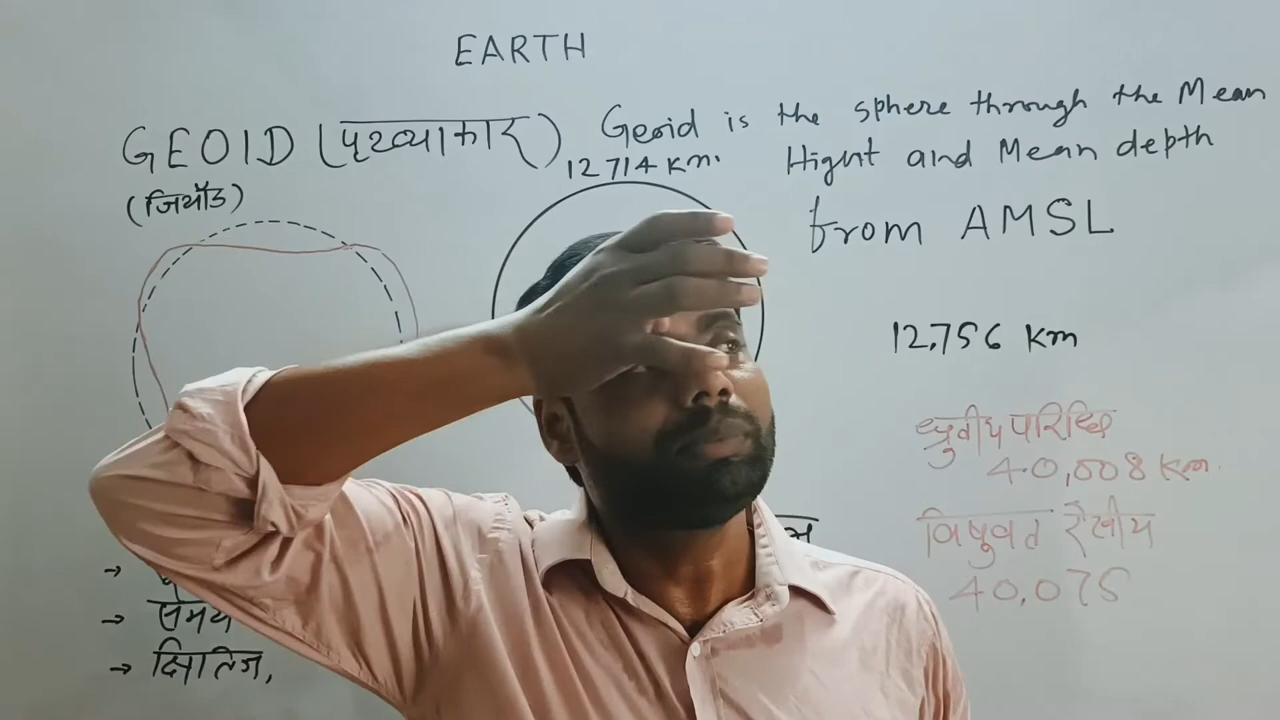 EARTH
GEOID (पृथ्व्याकार)
(जियॉड)
Geoid is the sphere through the Mean
Hight and Mean depth
from AMSL
12714 km.
12,756 km
ध्रुवीय परिधि
40,008 km.
विषुवत रेखीय
40,075
→
→ समय
→ क्षितिज,